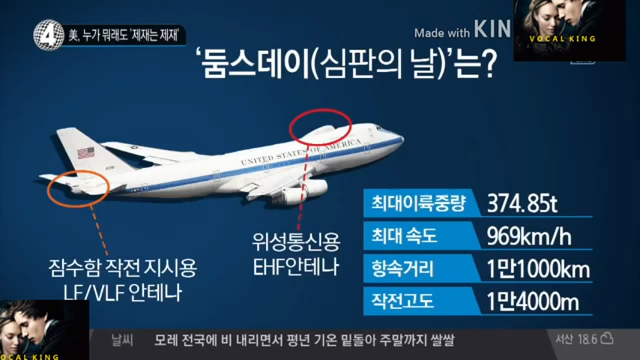 4
美, 누가 뭐래도 '제재는 제재'
Made with KIN
VOCAL KING
'둠스데이(심판의 날)'는?
UNITED STATES OF AMERICA
잠수함 작전 지시용
LF/VLF 안테나
위성통신용
EHF안테나
최대이륙중량 374.85t
최대 속도 969km/h
항속거리 1만1000km
작전고도 1만4000m
VOCAL KING
날씨 모레 전국에 비 내리면서 평년 기온 밑돌아 주말까지 쌀쌀
서산 18.6